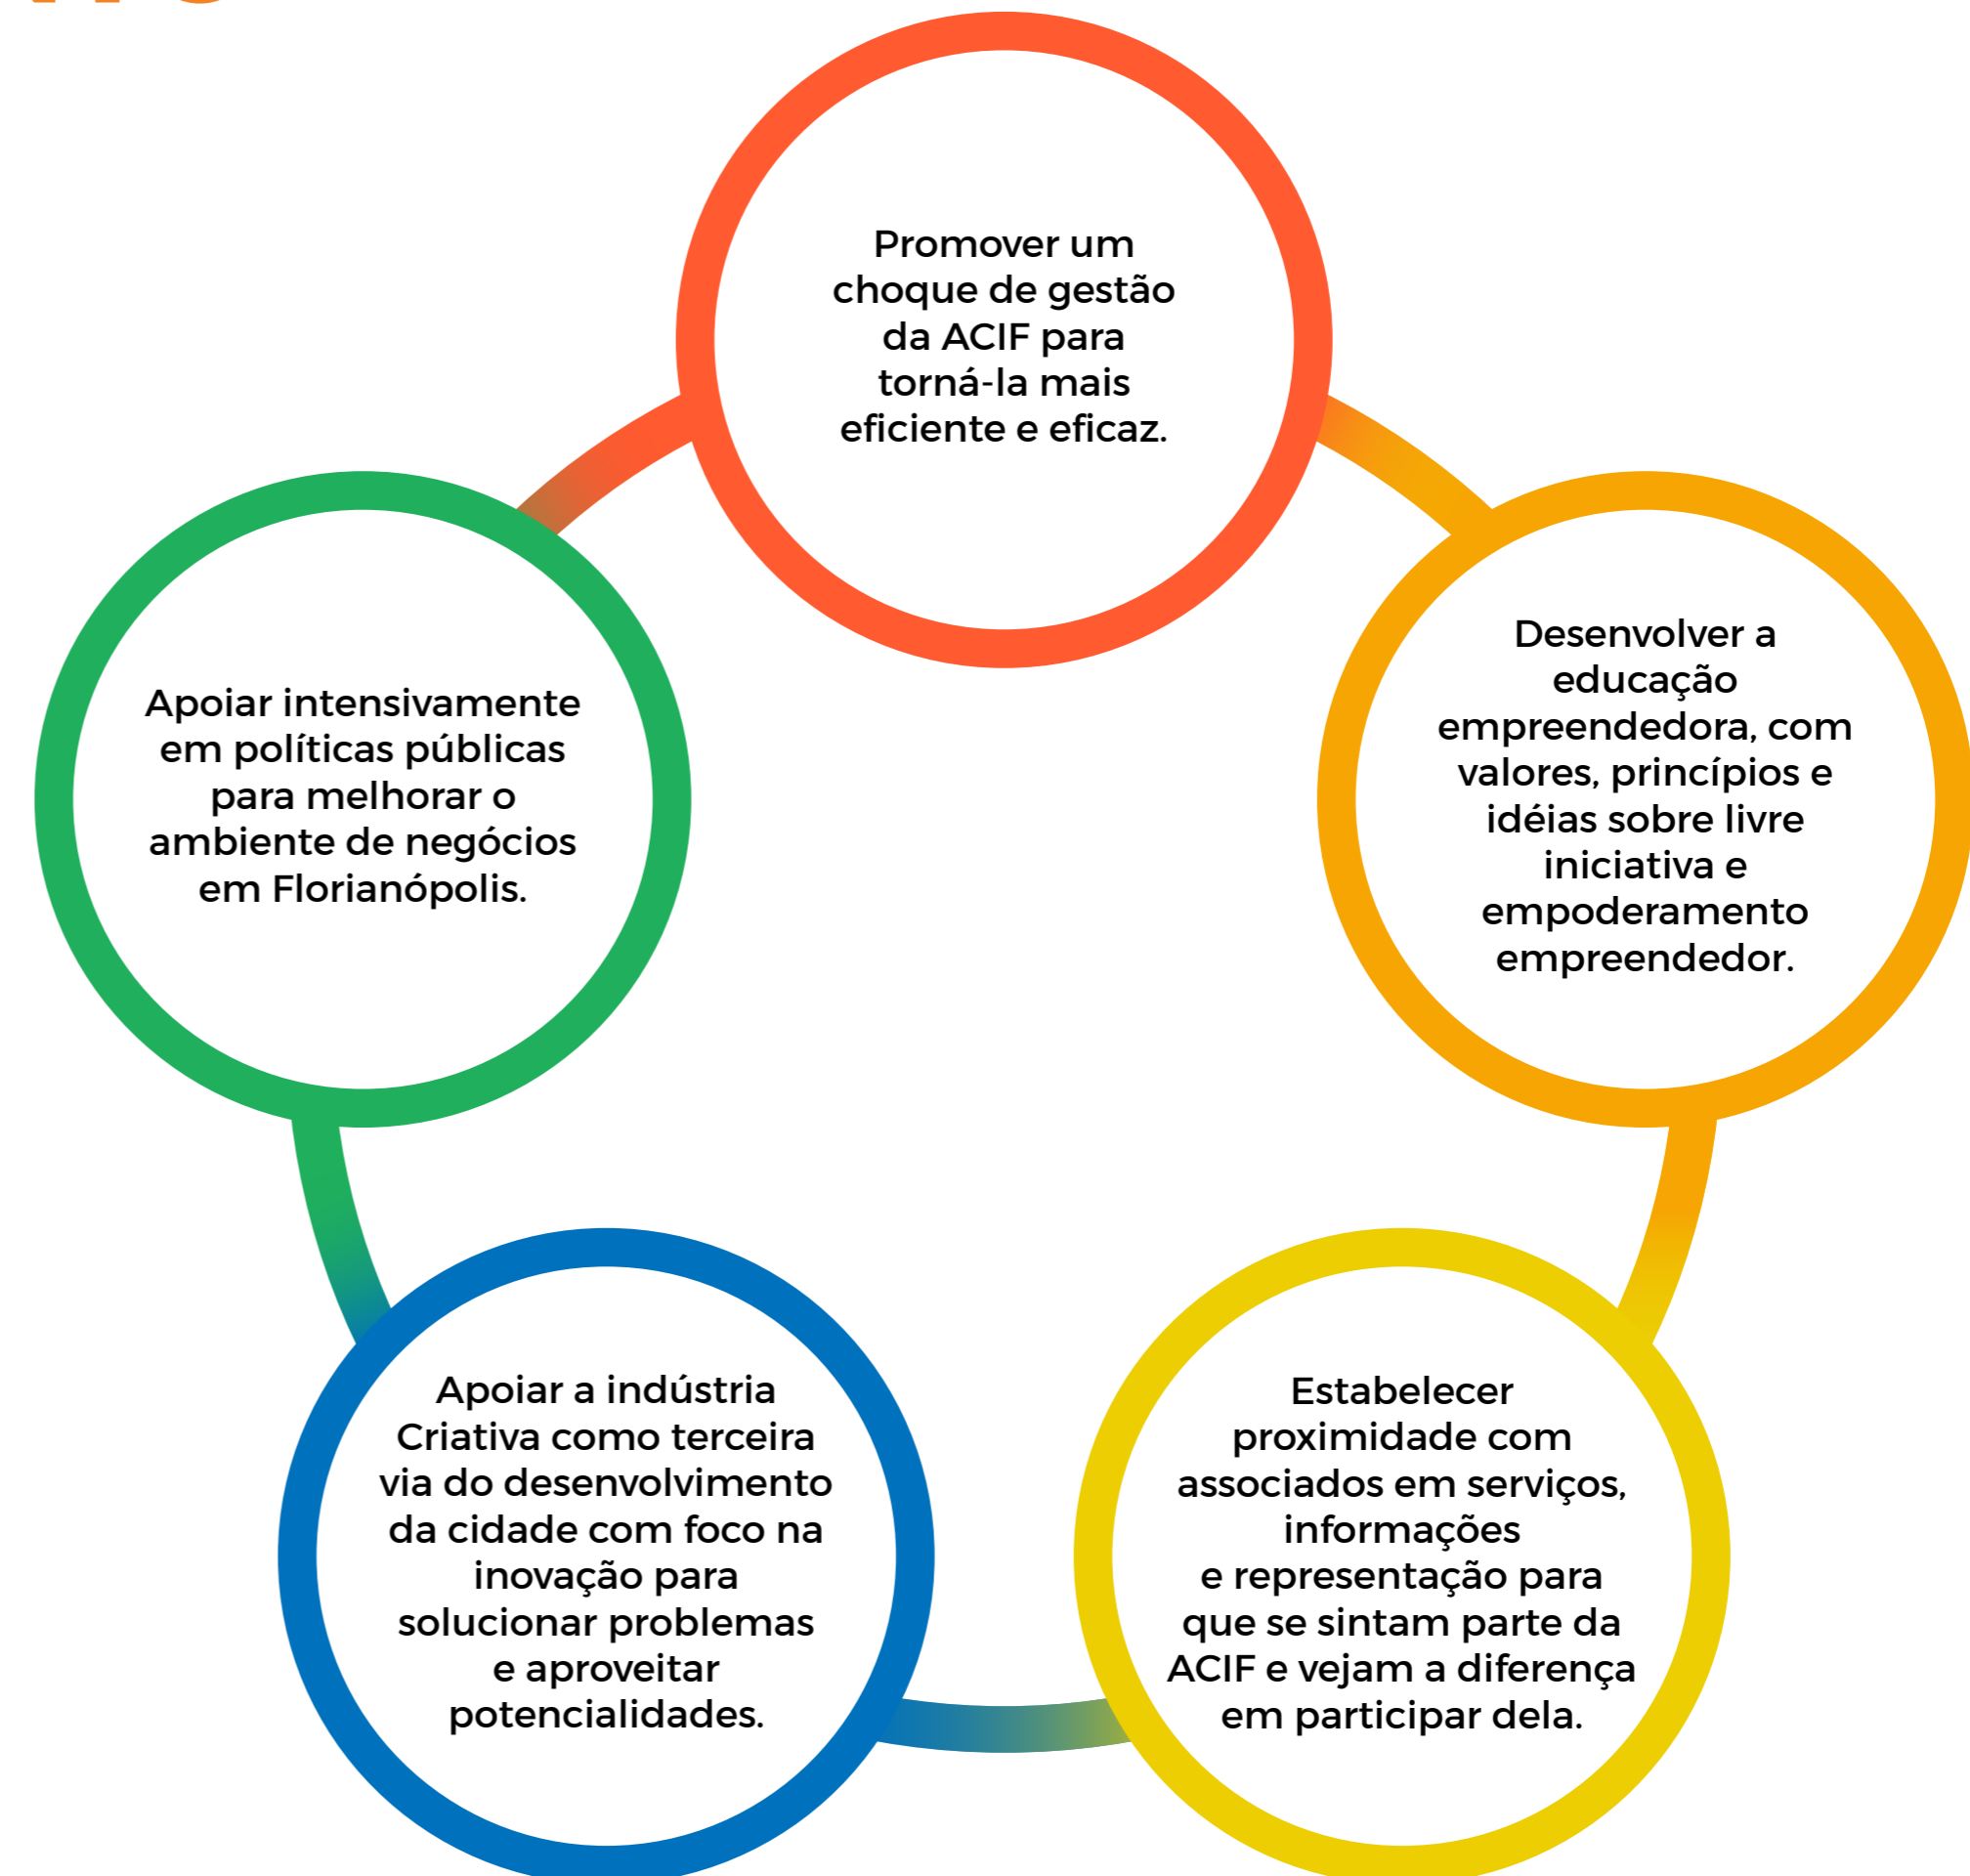 Promover um
choque de gestão
da ACIF para
torná-la mais
eficiente e eficaz.
Desenvolver a
educação
empreendedora, com
valores, princípios e
idéias sobre livre
iniciativa e
empoderamento
empreendedor.
Estabelecer
proximidade com
associados em serviços,
informações
e representação para
que se sintam parte da
ACIF e vejam a diferença
em participar dela.
Apoiar a indústria
Criativa como terceira
via do desenvolvimento
da cidade com foco na
inovação para
solucionar problemas
e aproveitar
potencialidades.
Apoiar intensivamente
em políticas públicas
para melhorar o
ambiente de negócios
em Florianópolis.